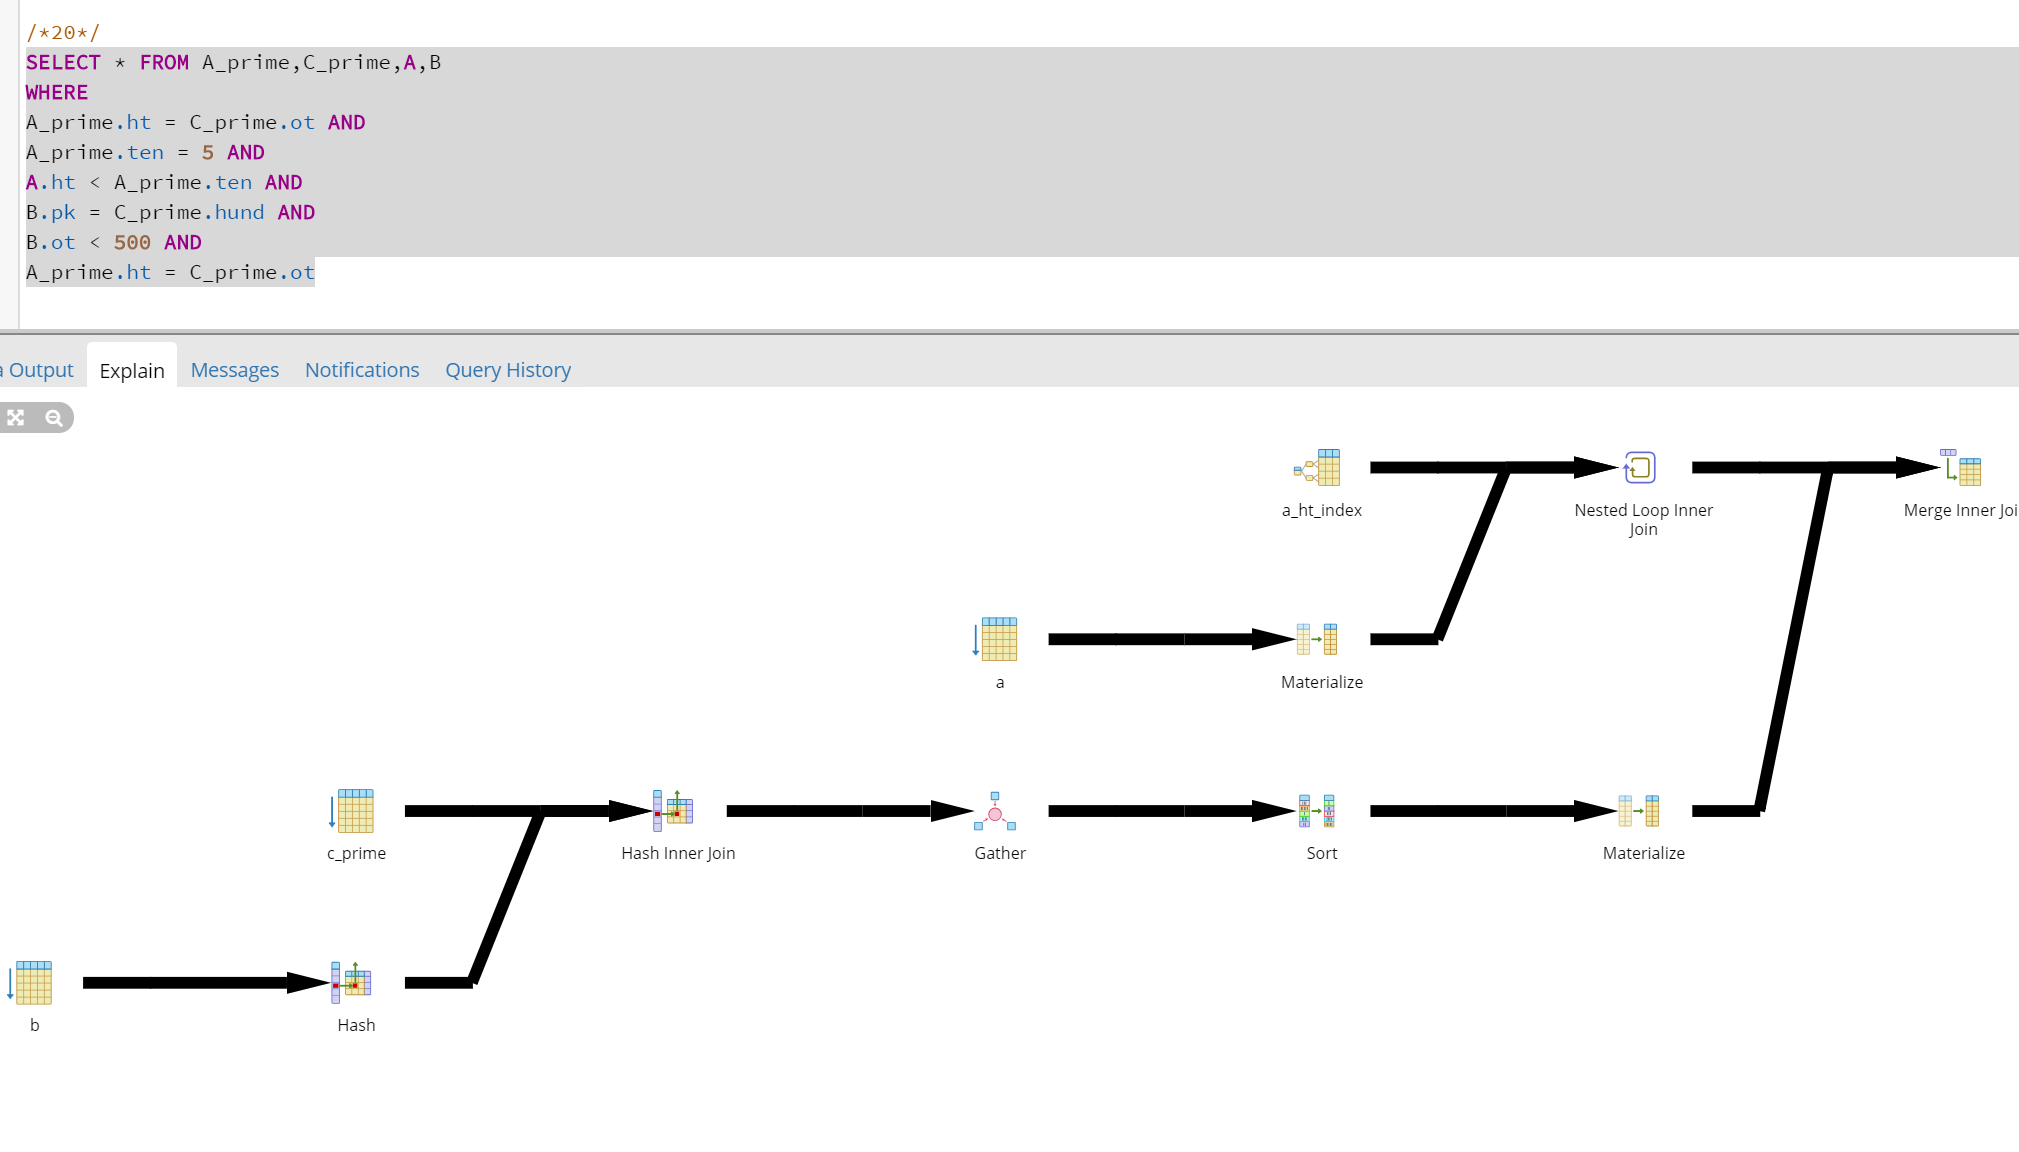 /*20*/
SELECT * FROM A_prime,C_prime,A,B
WHERE
A_prime.ht = C_prime.ot AND
A_prime.ten = 5 AND
A.ht < A_prime.ten AND
B.pk = C_prime.hund AND
B.ot < 500 AND
A_prime.ht = C_prime.ot
a Output Explain Messages Notifications Query History
a_ht_index
Nested Loop Inner
Join
Merge Inner Joi
a
Materialize
c_prime
Hash Inner Join
Gather
Sort
Materialize
b
Hash